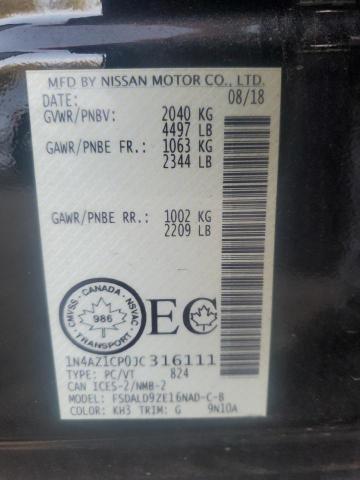 MFD BY NISSAN MOTOR CO., LTD.
DATE: 08/18
GVWR/PNBV: 2040 KG
4497 LB
GAWR/PNBE FR.: 1063 KG
2344 LB
GAWR/PNBE RR.: 1002 KG
2209 LB
CANADA
CMVSS NSVAC
986
TRANSPORT
EC
1N4AZ1CP0JC316111
TYPE: PC/VT 824
CAN ICES-2/NMB-2
MODEL: FSDALD9ZE16NAD-C-B
COLOR: KH3 TRIM: G 9N10A